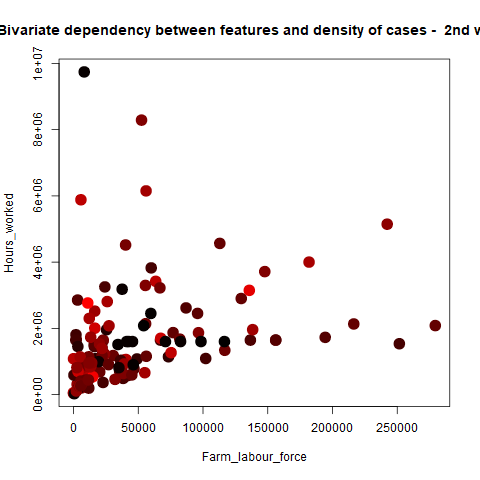 Bivariate dependency between features and density of cases - 2nd w
1e+07
8e+06
6e+06
4e+06
2e+06
0e+00
Hours_worked
0 50000 100000 150000 200000 250000
Farm_labour_force